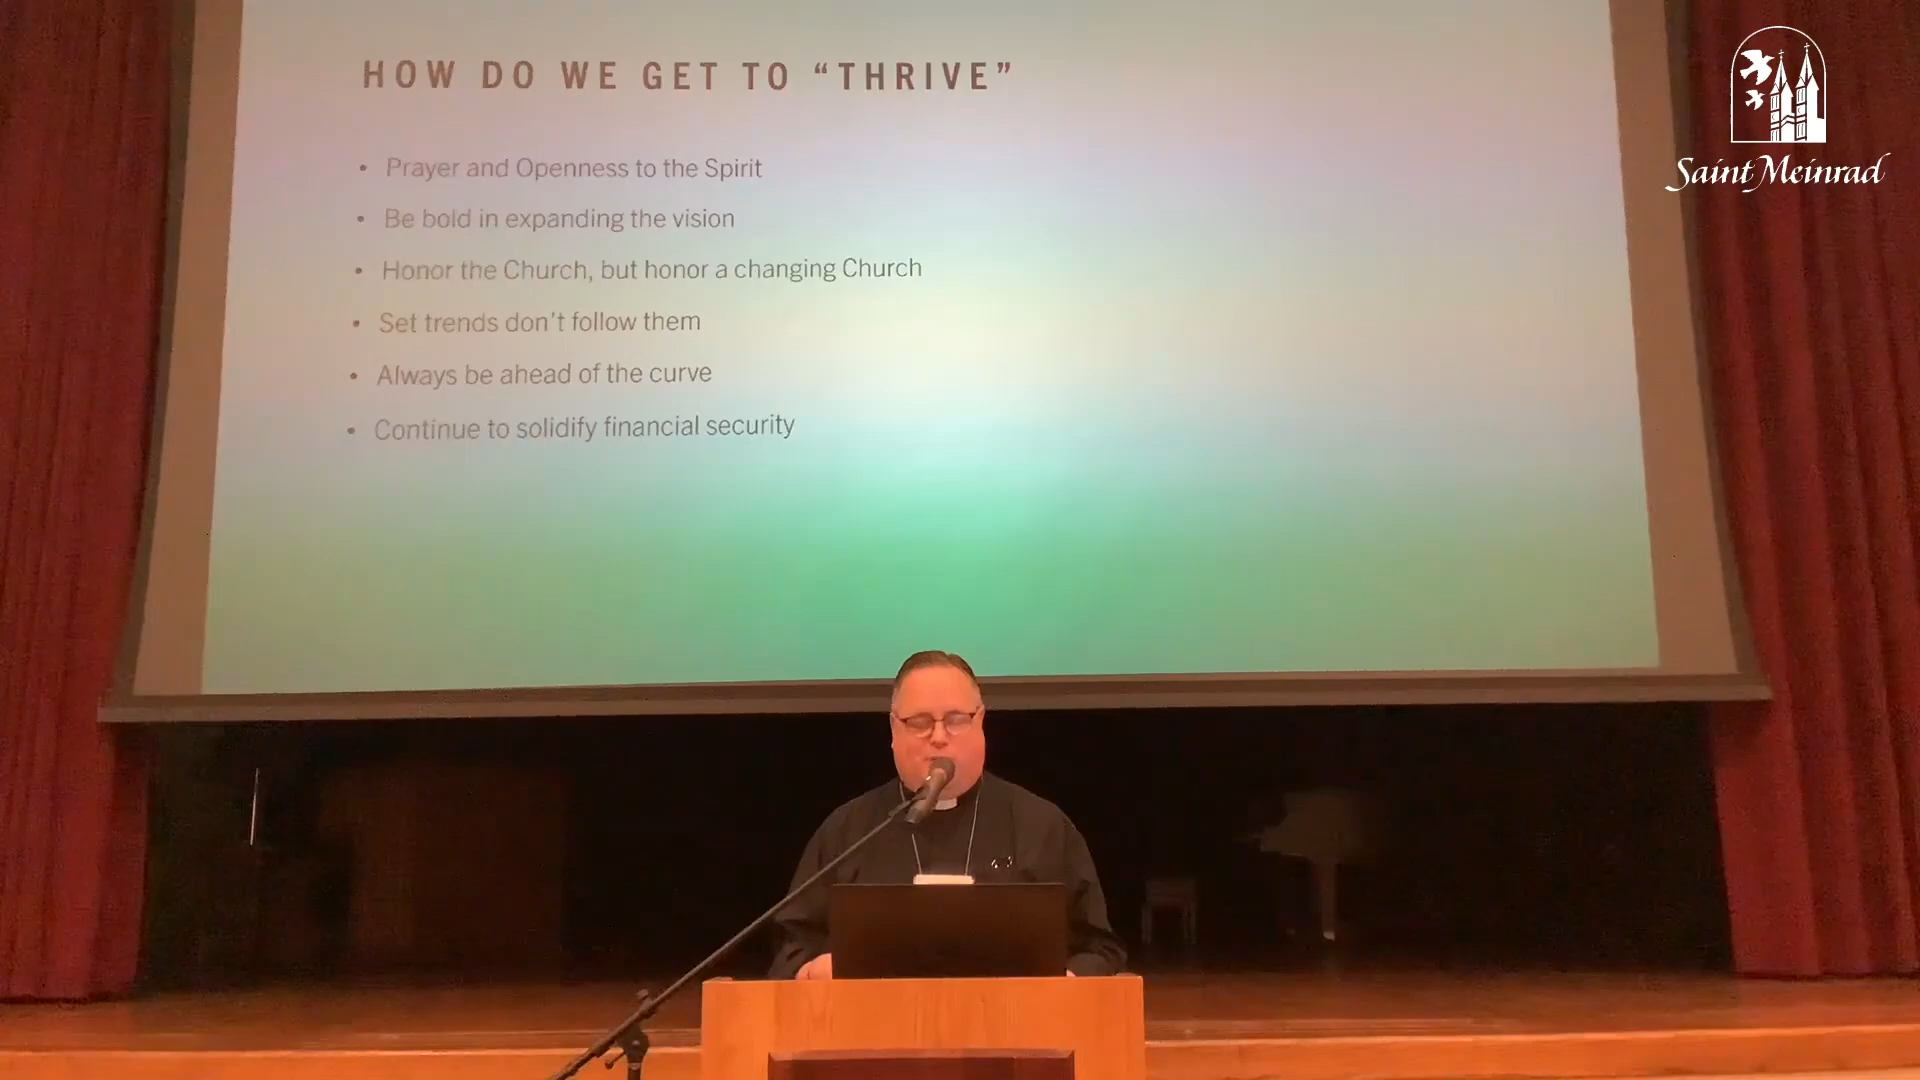 HOW DO WE GET TO “THRIVE”
• Prayer and Openness to the Spirit
• Be bold in expanding the vision
• Honor the Church, but honor a changing Church
• Set trends don’t follow them
• Always be ahead of the curve
• Continue to solidify financial security
Saint Meinrad